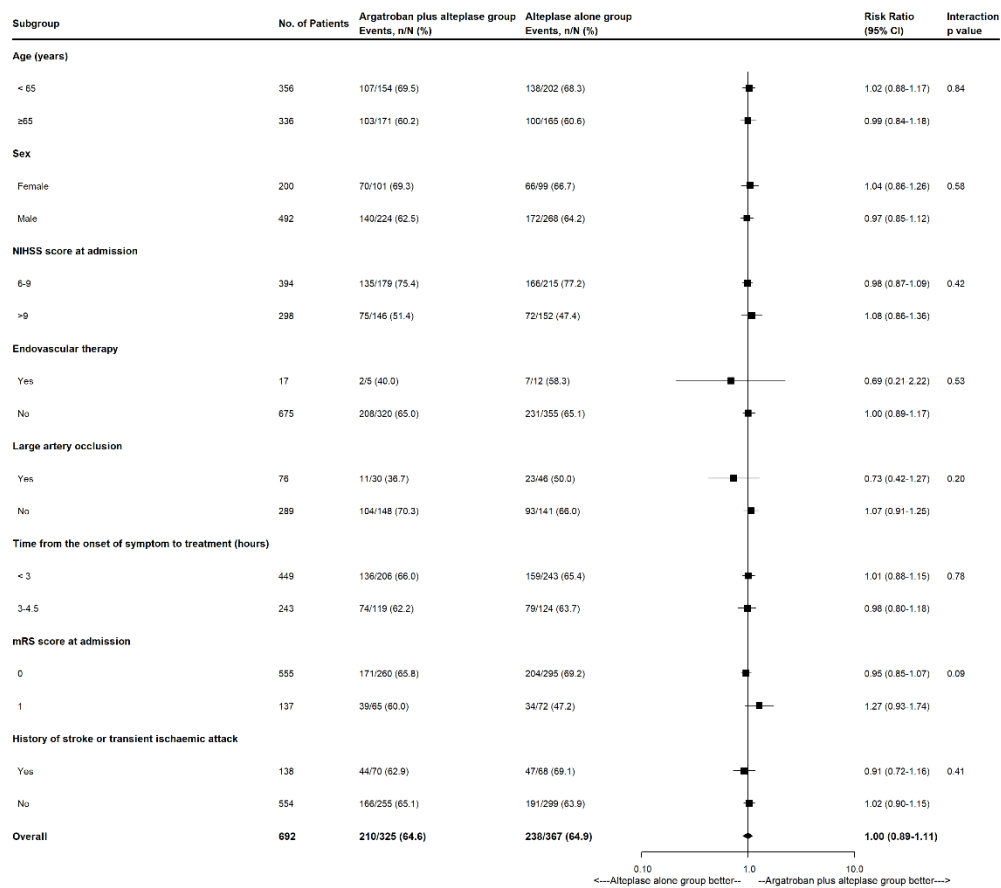 Subgroup No. of Patients Argatroban plus alteplase group Events, n/N (%) Alteplase alone group Events, n/N (%) Risk Ratio (95% CI) Interaction p value
Age (years)
< 65 356 107/154 (69.5) 138/202 (68.3) 1.02 (0.88-1.17) 0.84
≥65 336 103/171 (60.2) 100/165 (60.6) 0.99 (0.84-1.18)
Sex
Female 200 70/101 (69.3) 66/99 (66.7) 1.04 (0.86-1.26) 0.58
Male 492 140/224 (62.5) 172/268 (64.2) 0.97 (0.85-1.12)
NIHSS score at admission
6-9 394 135/179 (75.4) 166/215 (77.2) 0.98 (0.87-1.09) 0.42
>9 298 75/146 (51.4) 72/152 (47.4) 1.08 (0.86-1.36)
Endovascular therapy
Yes 17 2/5 (40.0) 7/12 (58.3) 0.69 (0.21-2.22) 0.53
No 675 208/320 (65.0) 231/355 (65.1) 1.00 (0.89-1.17)
Large artery occlusion
Yes 76 11/30 (36.7) 23/46 (50.0) 0.73 (0.42-1.27) 0.20
No 289 104/148 (70.3) 93/141 (66.0) 1.07 (0.91-1.25)
Time from the onset of symptom to treatment (hours)
< 3 449 136/206 (66.0) 159/243 (65.4) 1.01 (0.88-1.15) 0.78
3-4.5 243 74/119 (62.2) 79/124 (63.7) 0.98 (0.80-1.18)
mRS score at admission
0 555 171/260 (65.8) 204/295 (69.2) 0.95 (0.85-1.07) 0.09
1 137 39/65 (60.0) 34/72 (47.2) 1.27 (0.93-1.74)
History of stroke or transient ischaemic attack
Yes 138 44/70 (62.9) 47/68 (69.1) 0.91 (0.72-1.16) 0.41
No 554 166/255 (65.1) 191/299 (63.9) 1.02 (0.90-1.15)
Overall 692 210/325 (64.6) 238/367 (64.9) 1.00 (0.89-1.11)
0.10 1.0 10.0
<---Alteplase alone group better-- --Argatroban plus alteplase better--->